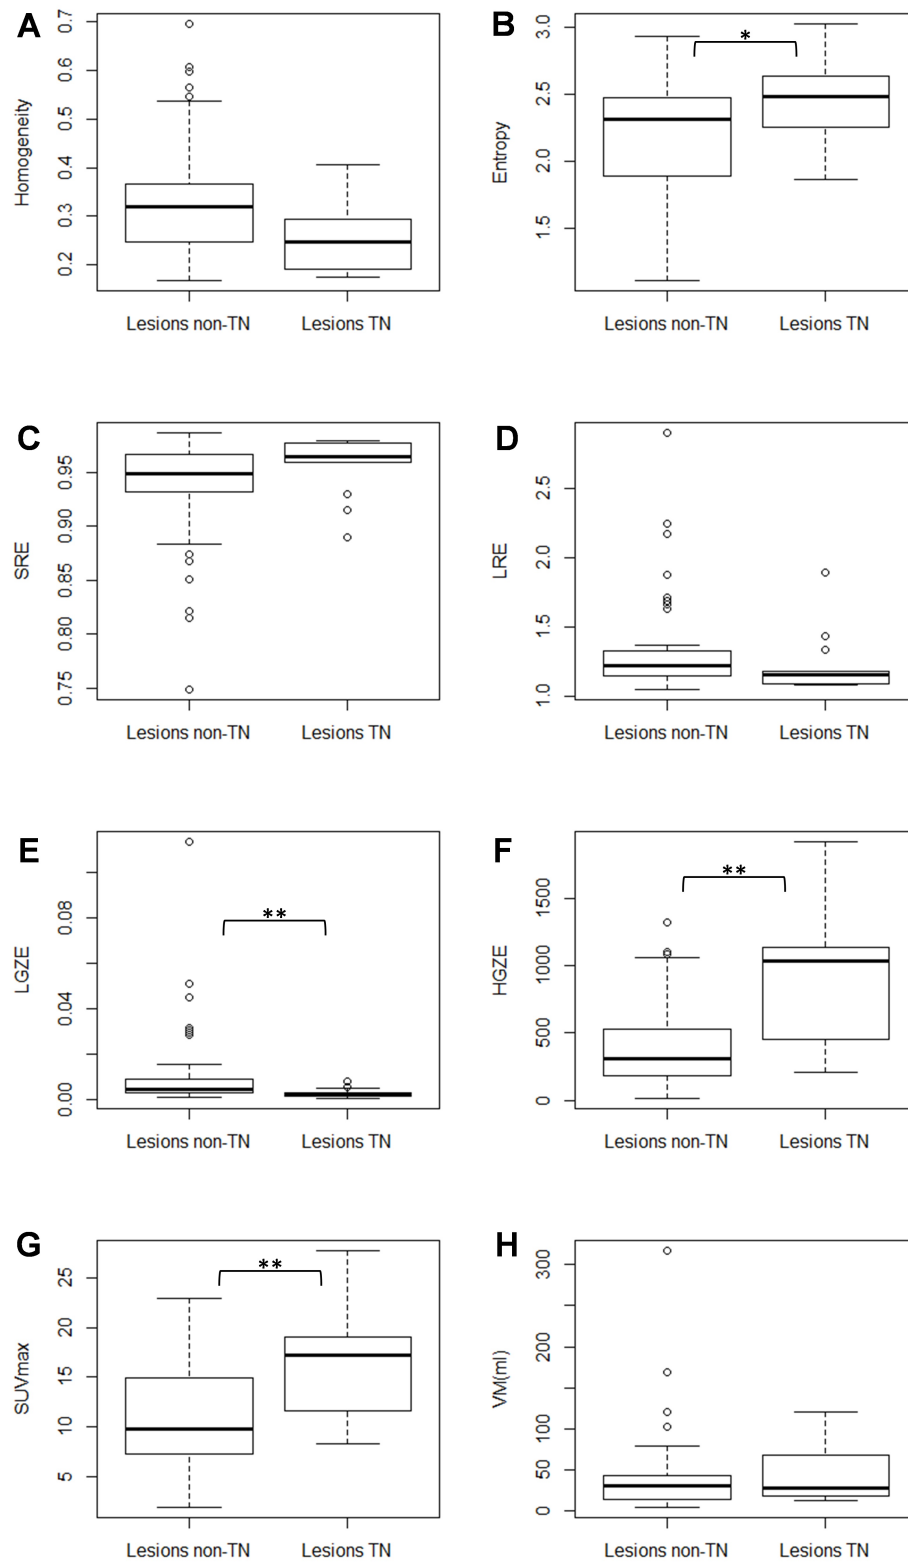 A
Homogeneity
0.7
0.6
0.5
0.4
0.3
0.2
Lesions non-TN Lesions TN
B
Entropy
3.0
2.5
2.0
1.5
*
Lesions non-TN Lesions TN
C
SRE
0.95
0.90
0.85
0.80
0.75
Lesions non-TN Lesions TN
D
LRE
2.5
2.0
1.5
1.0
Lesions non-TN Lesions TN
E
LGZE
0.08
0.04
0.00
**
Lesions non-TN Lesions TN
F
HGZE
1500
1000
500
0
**
Lesions non-TN Lesions TN
G
SUVmax
25
20
15
10
5
**
Lesions non-TN Lesions TN
H
VM(ml)
300
200
100
50
0
Lesions non-TN Lesions TN